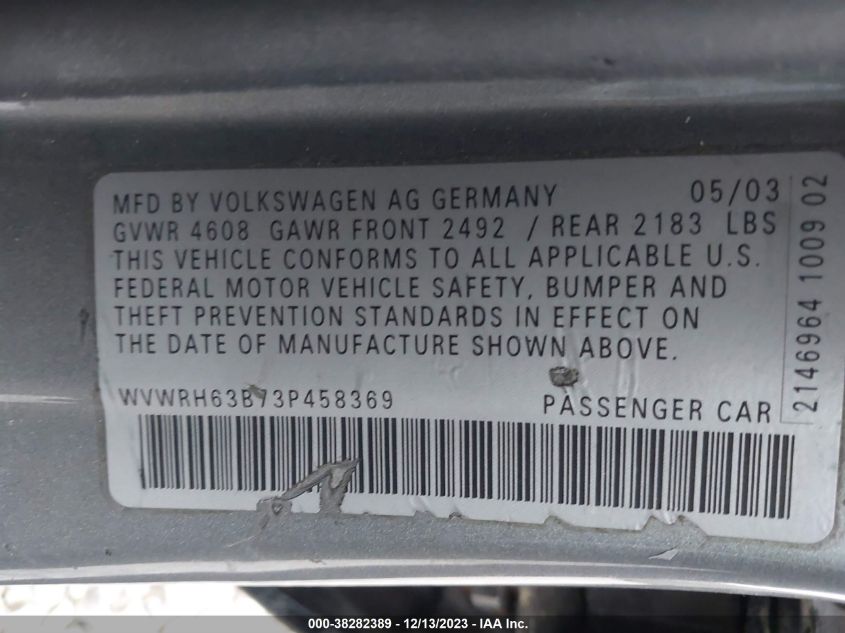 MFD BY VOLKSWAGEN AG GERMANY 05/03
GVWR 4608 GAWR FRONT 2492 / REAR 2183 LBS
THIS VEHICLE CONFORMS TO ALL APPLICABLE U.S.
FEDERAL MOTOR VEHICLE SAFETY, BUMPER AND
THEFT PREVENTION STANDARDS IN EFFECT ON
THE DATE OF MANUFACTURE SHOWN ABOVE.
WVWRH63B73P458369 PASSENGER CAR
2146964 1009 02
000-38282389 - 12/13/2023 - IAA Inc.